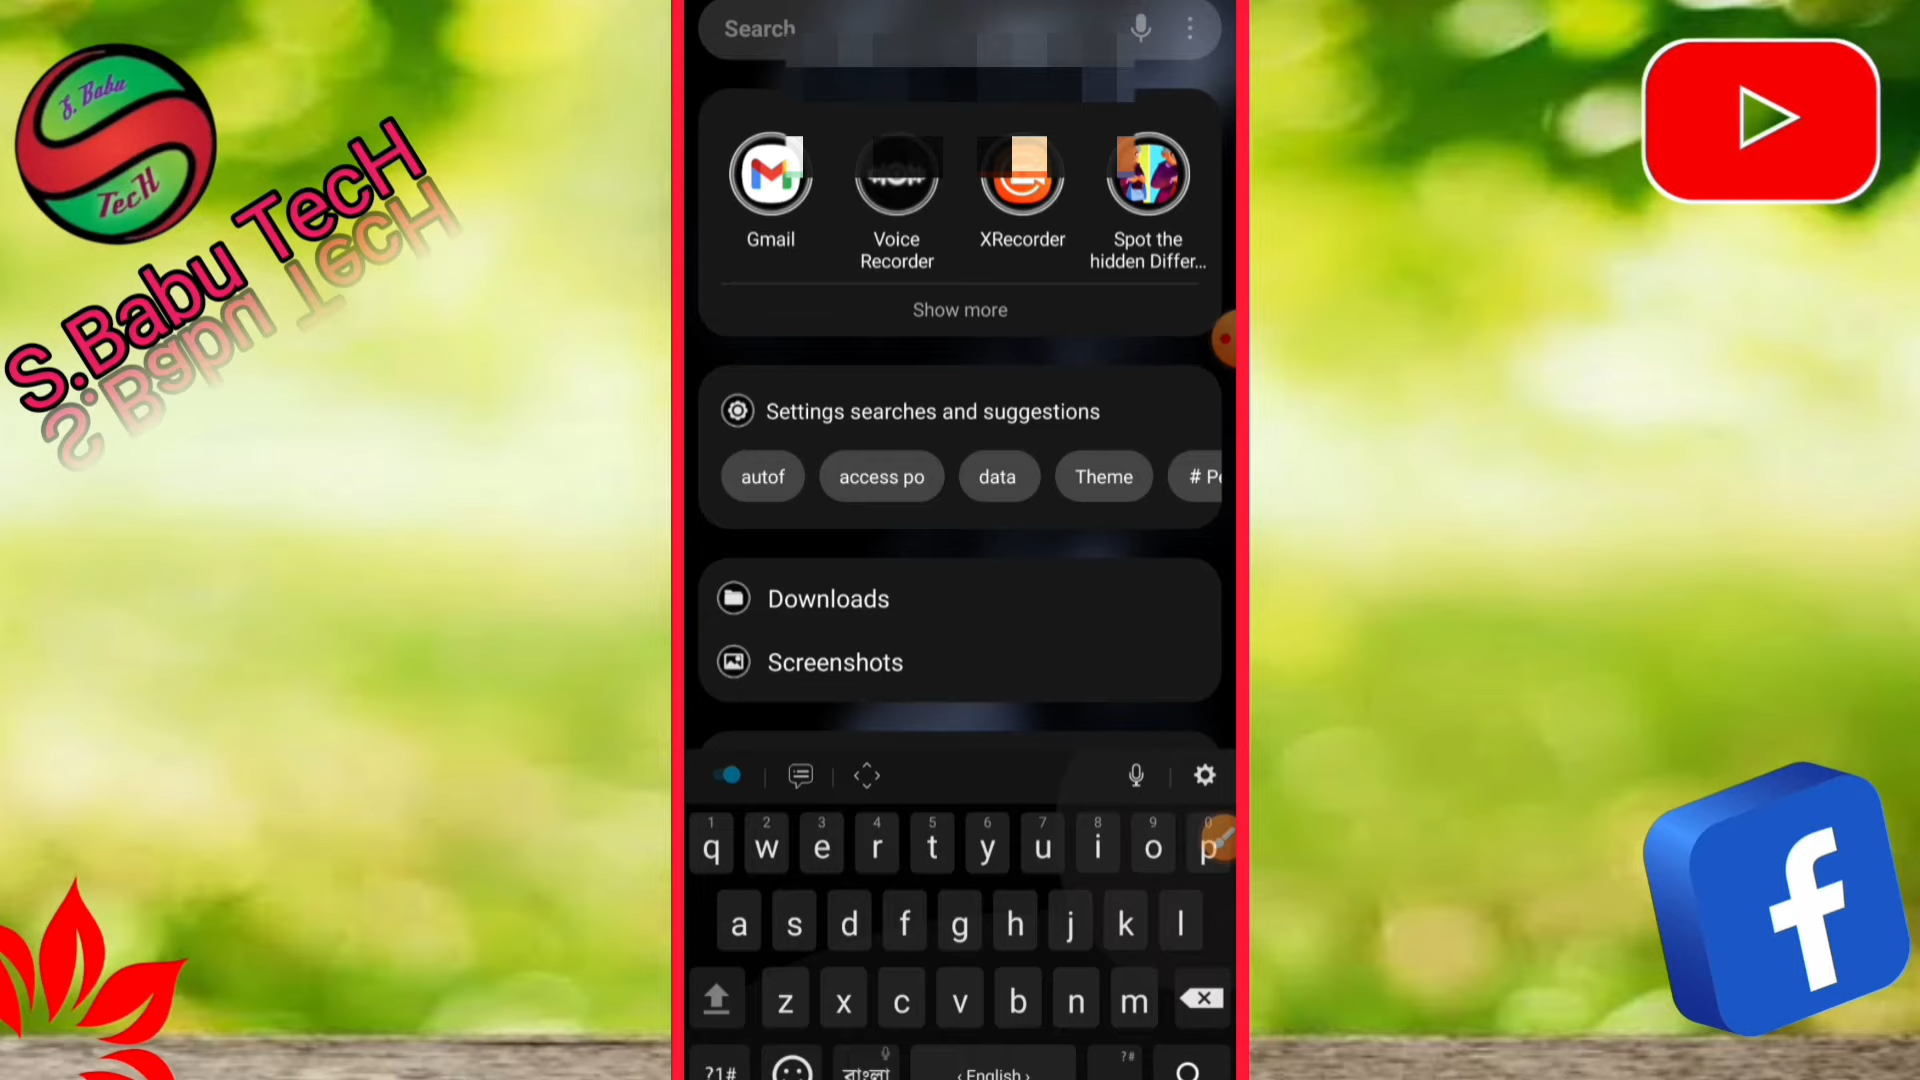 S. Babu
TecH
S.Babu TecH
Search
Gmail
Voice
Recorder
XRecorder
Spot the
hidden Differ...
Show more
Settings searches and suggestions
autof
access po
data
Theme
Downloads
Screenshots
1 2 3 4 5 6 7 8 9 0
q w e r t y u i o p
a s d f g h j k l
z x c v b n m
?1#
বাংলা
‹ English ›
?#